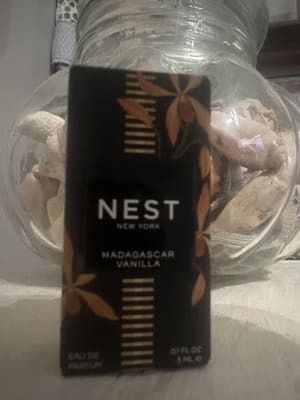 NEST
NEW YORK
MADAGASCAR
VANILLA
EAU DE
PARFUM
0.1 FL OZ
3 ML e